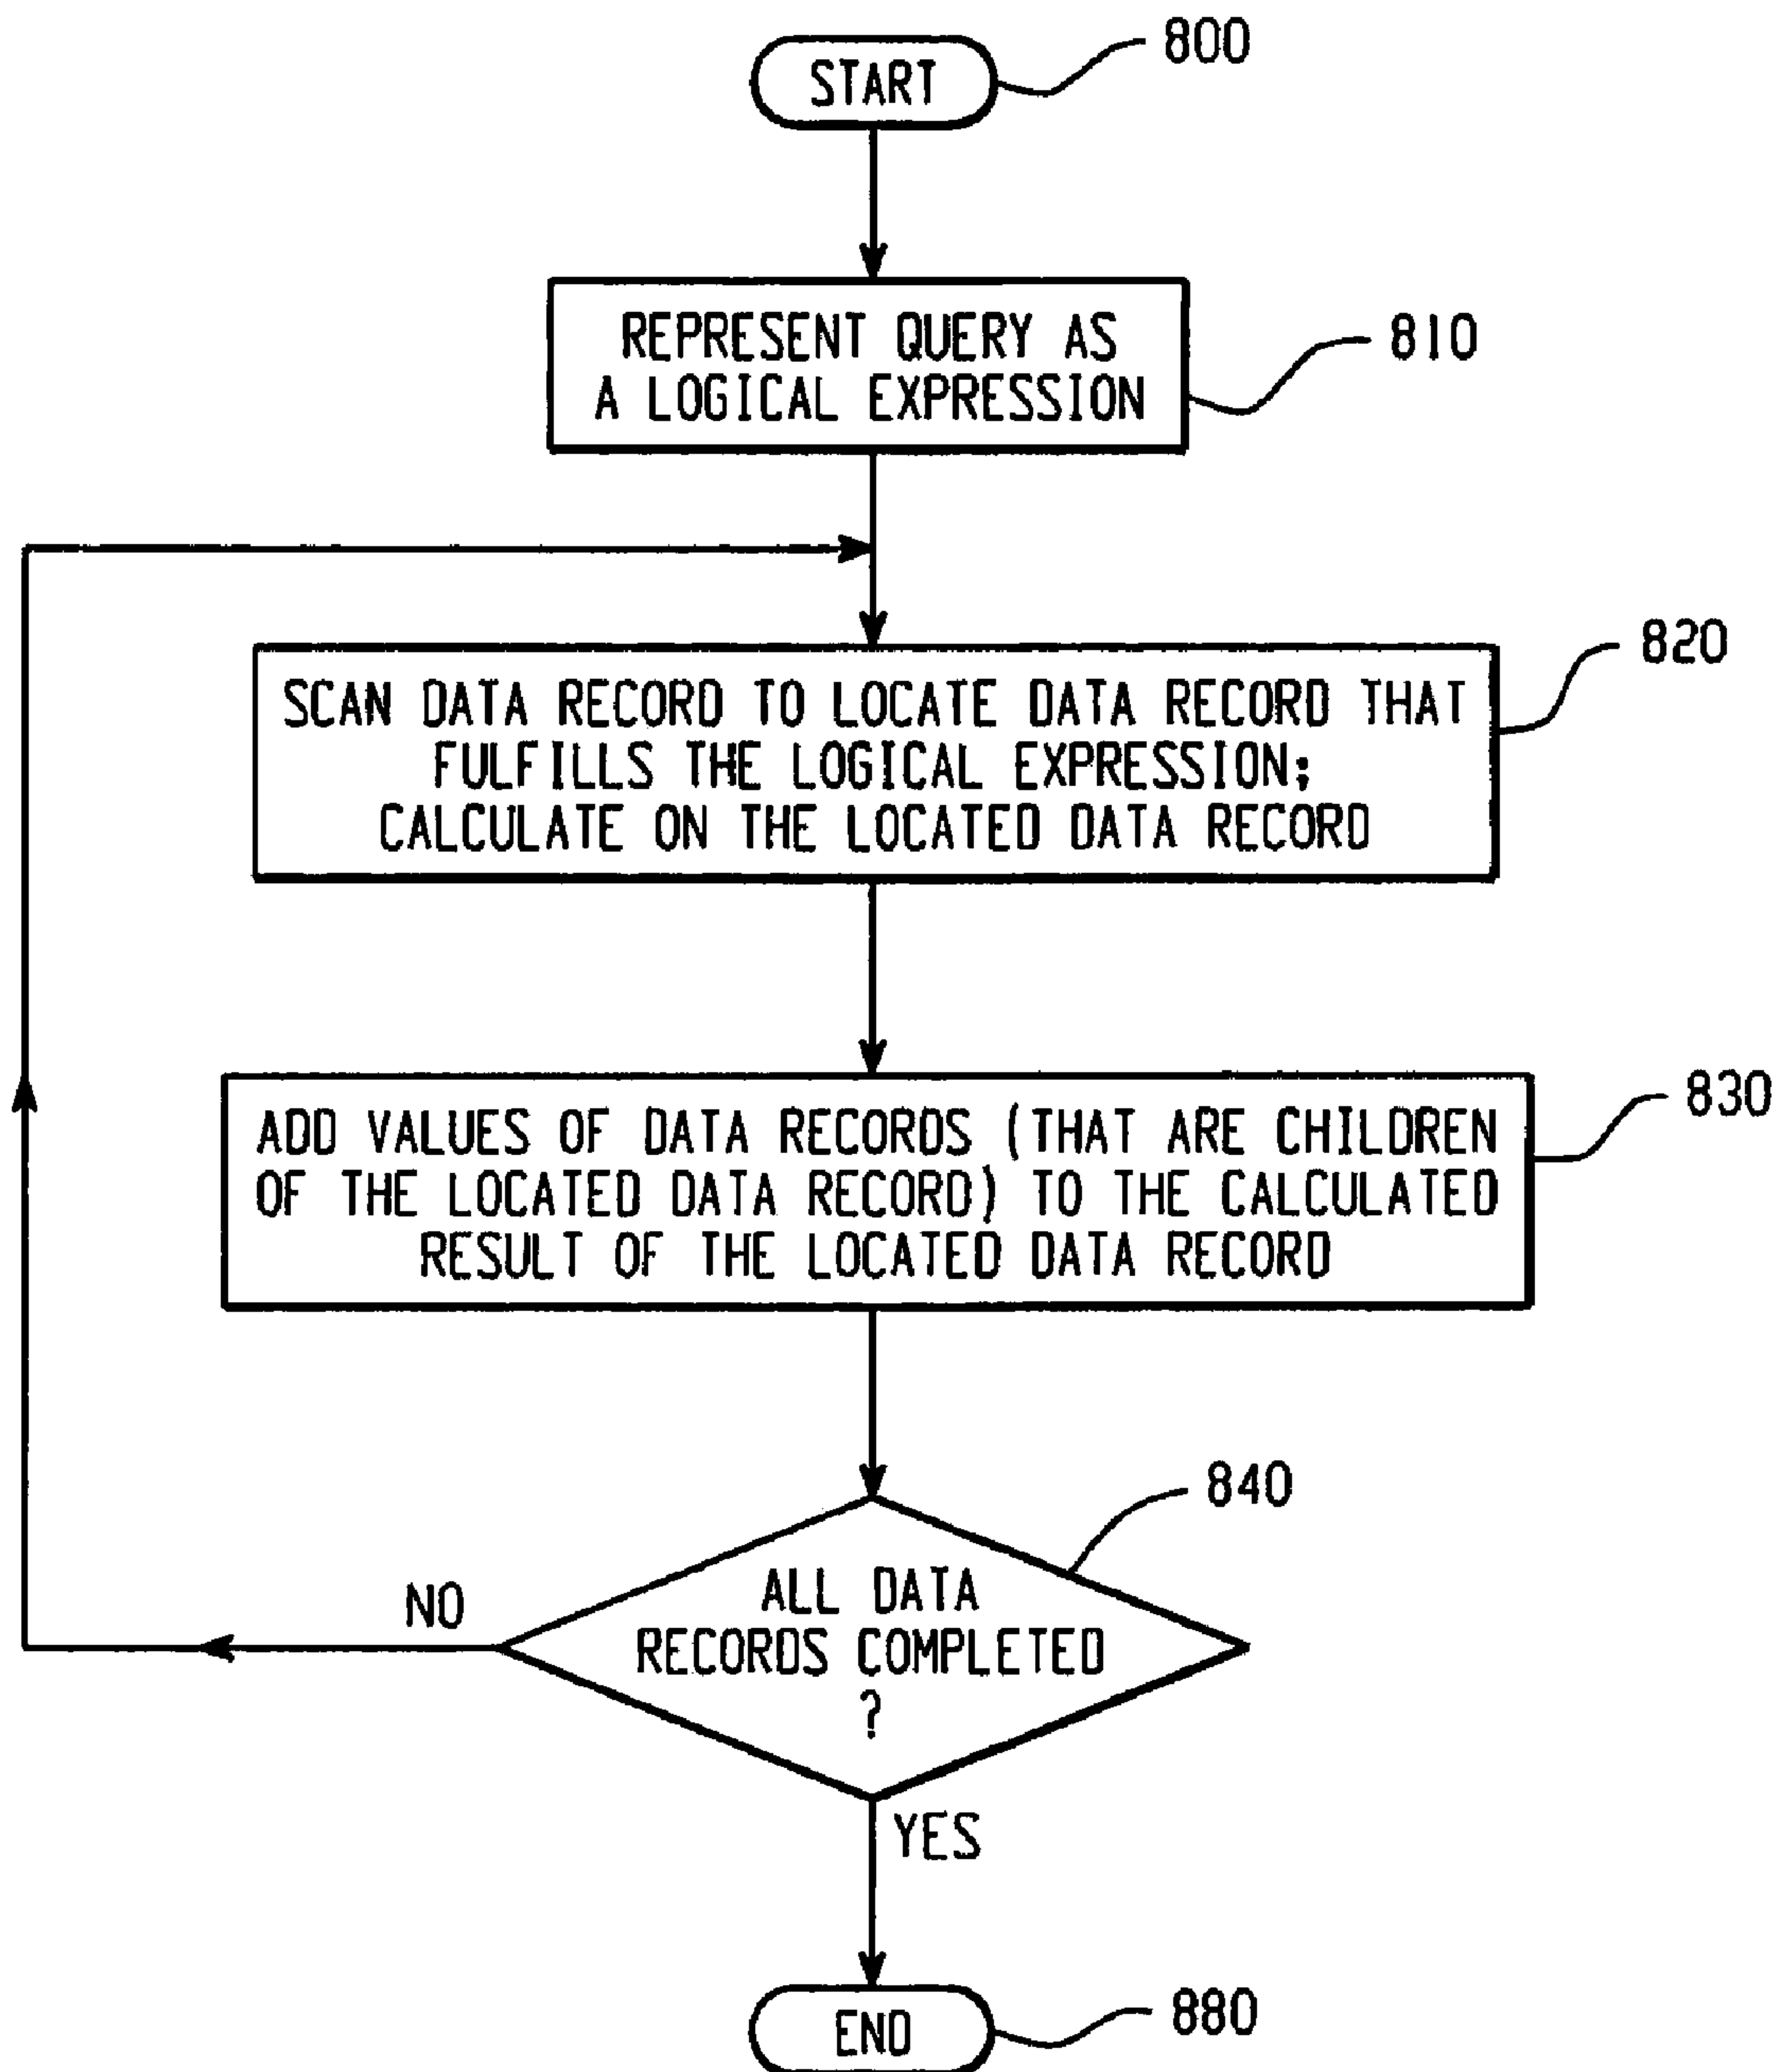 START
800
REPRESENT QUERY AS
A LOGICAL EXPRESSION
810
SCAN DATA RECORD TO LOCATE DATA RECORD THAT
FULFILLS THE LOGICAL EXPRESSION;
CALCULATE ON THE LOCATED DATA RECORD
820
ADD VALUES OF DATA RECORDS (THAT ARE CHILDREN
OF THE LOCATED DATA RECORD) TO THE CALCULATED
RESULT OF THE LOCATED DATA RECORD
830
ALL DATA
RECORDS COMPLETED
?
840
NO
YES
END
880